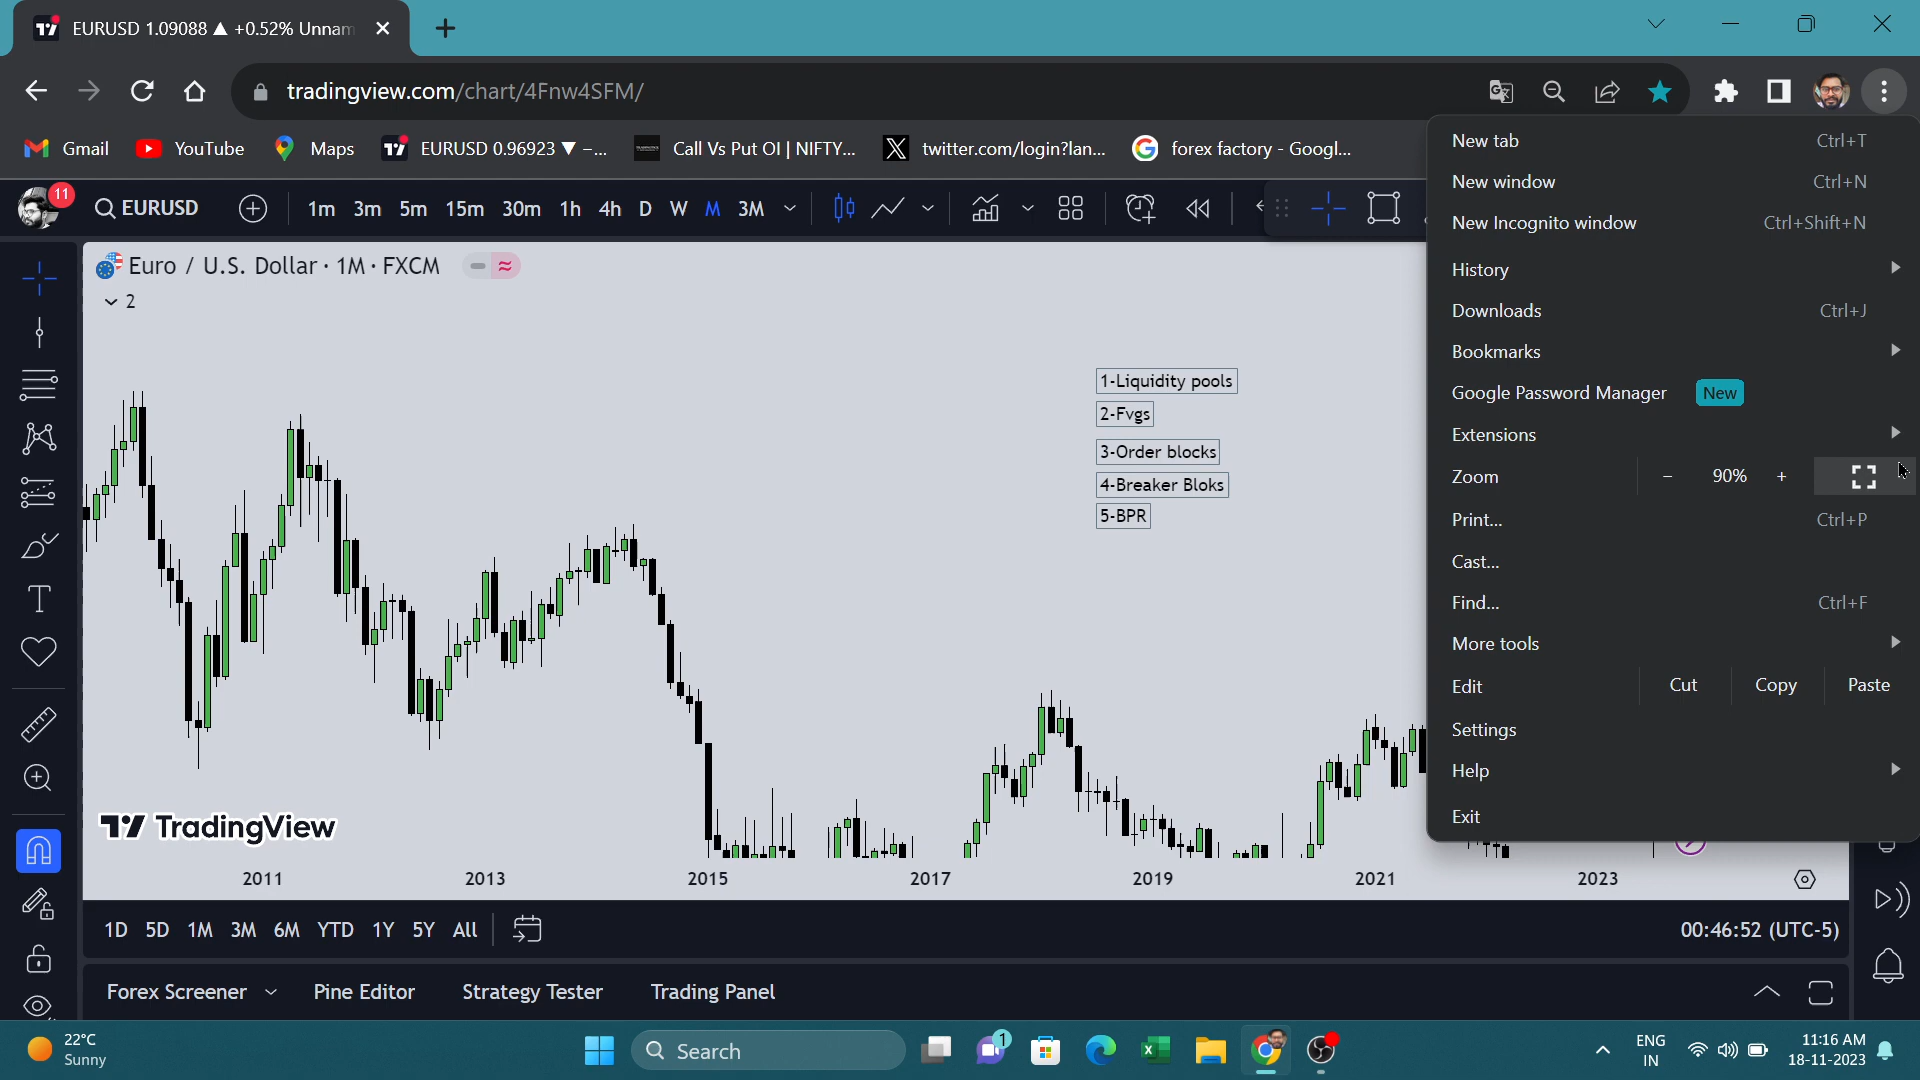 EURUSD 1.09088 ▲ +0.52% Unnam
tradingview.com/chart/4Fnw4SFM/
Gmail
YouTube
Maps
EURUSD 0.96923 ▼ –...
Call Vs Put OI | NIFTY...
twitter.com/login?lan...
forex factory - Googl...
11
EURUSD
1m 3m 5m 15m 30m 1h 4h D W M 3M
Euro / U.S. Dollar · 1M · FXCM
2
1-Liquidity pools
2-Fvgs
3-Order blocks
4-Breaker Bloks
5-BPR
TradingView
2011 2013 2015 2017 2019 2021 2023
1D 5D 1M 3M 6M YTD 1Y 5Y All
00:46:52 (UTC-5)
Forex Screener
Pine Editor
Strategy Tester
Trading Panel
New tab Ctrl+T
New window Ctrl+N
New Incognito window Ctrl+Shift+N
History
Downloads Ctrl+J
Bookmarks
Google Password Manager New
Extensions
Zoom − 90% +
Print... Ctrl+P
Cast...
Find... Ctrl+F
More tools
Edit Cut Copy Paste
Settings
Help
Exit
22°C
Sunny
Search
1
ENG
IN
11:16 AM
18-11-2023